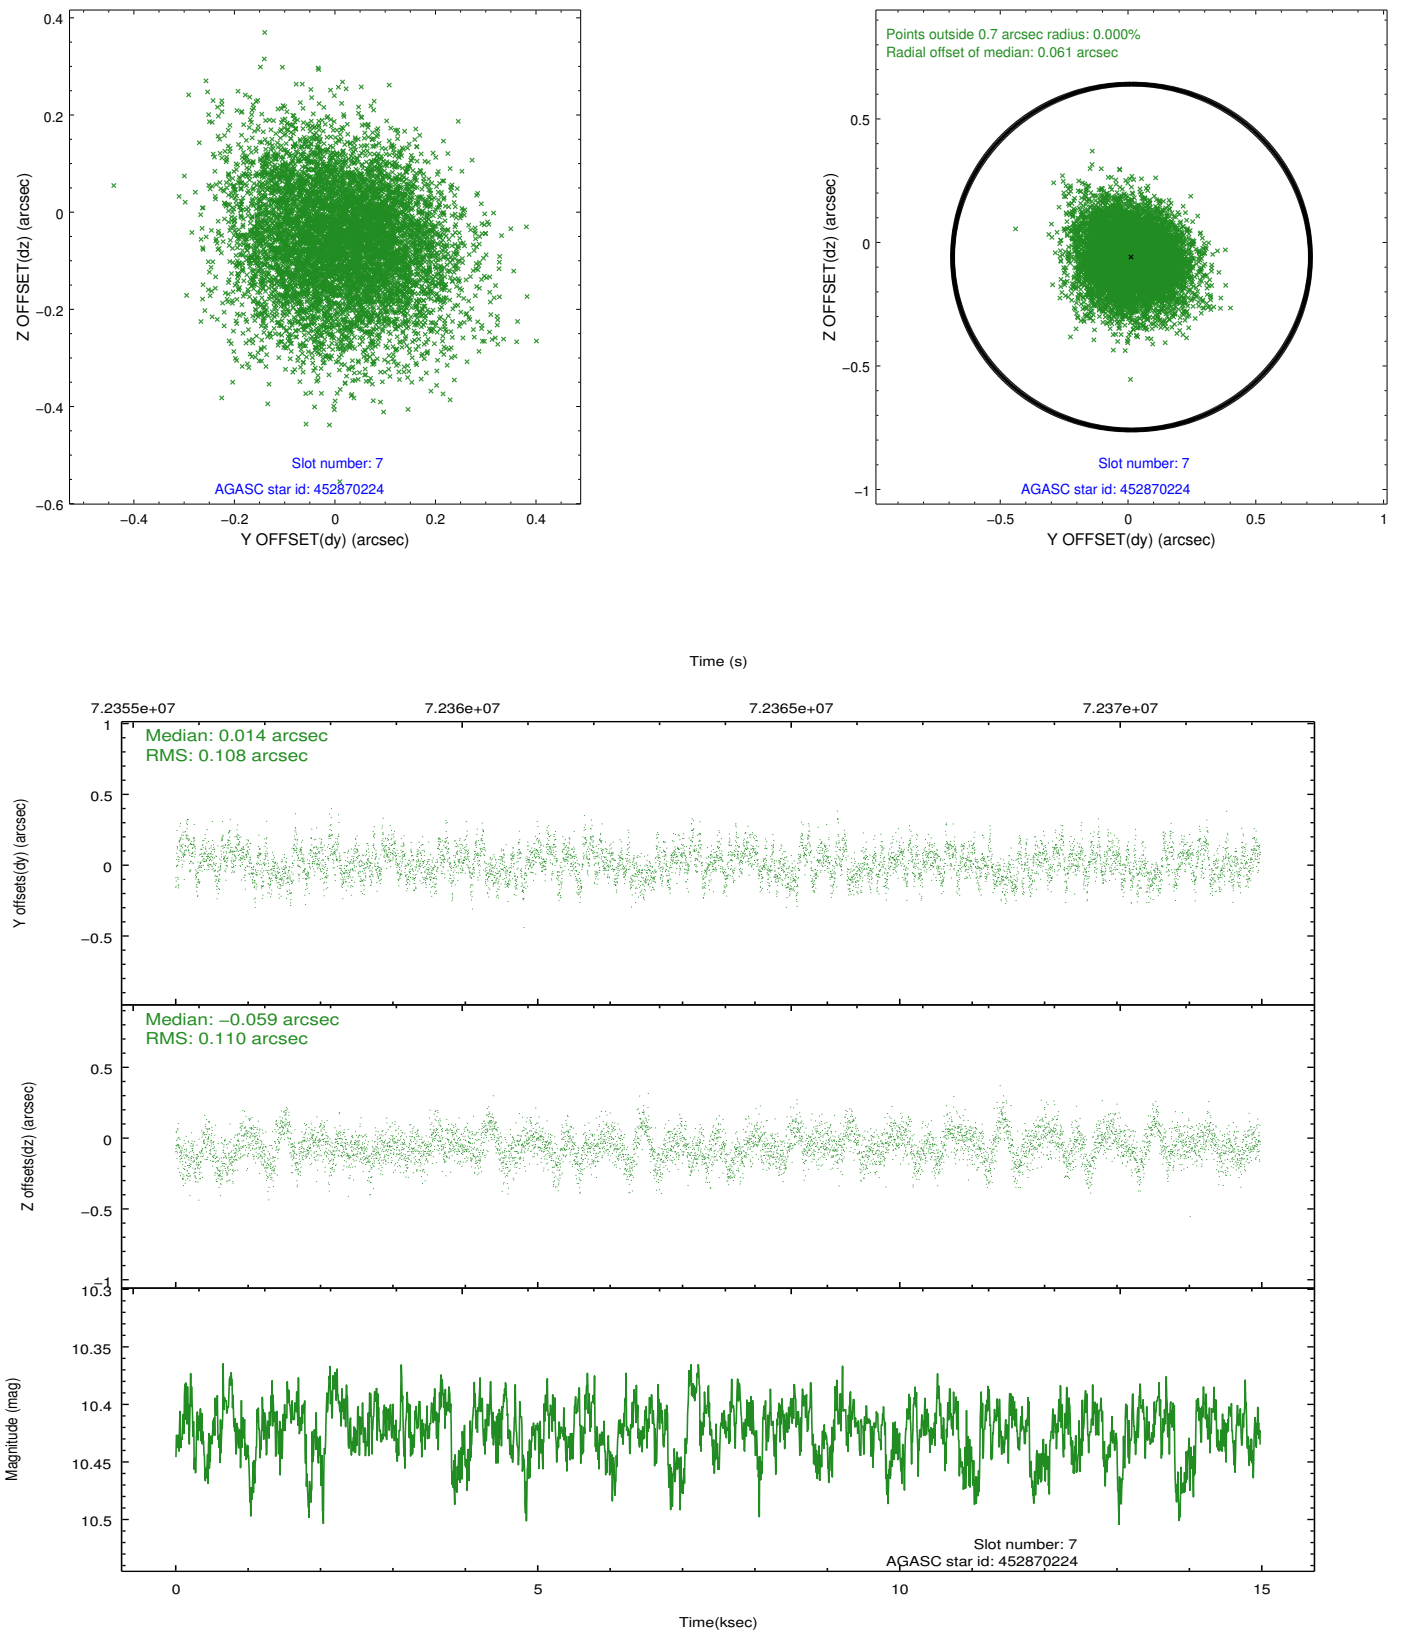 0.4
0.2
0
−0.2
−0.4
−0.6
Z OFFSET(dz) (arcsec)
−0.4
−0.2
0
0.2
0.4
Y OFFSET(dy) (arcsec)
Slot number: 7
AGASC star id: 452870224
Points outside 0.7 arcsec radius: 0.000%
Radial offset of median: 0.061 arcsec
0.5
0
−0.5
−1
Z OFFSET(dz) (arcsec)
−0.5
0
0.5
1
Y OFFSET(dy) (arcsec)
Slot number: 7
AGASC star id: 452870224
Time (s)
7.2355e+07
7.236e+07
7.2365e+07
7.237e+07
Median: 0.014 arcsec
RMS: 0.108 arcsec
1
0.5
0
−0.5
Y offsets(dy) (arcsec)
Median: −0.059 arcsec
RMS: 0.110 arcsec
0.5
0
−0.5
−1
Z offsets(dz) (arcsec)
10.3
10.35
10.4
10.45
10.5
Magnitude (mag)
Slot number: 7
AGASC star id: 452870224
0
5
10
15
Time(ksec)